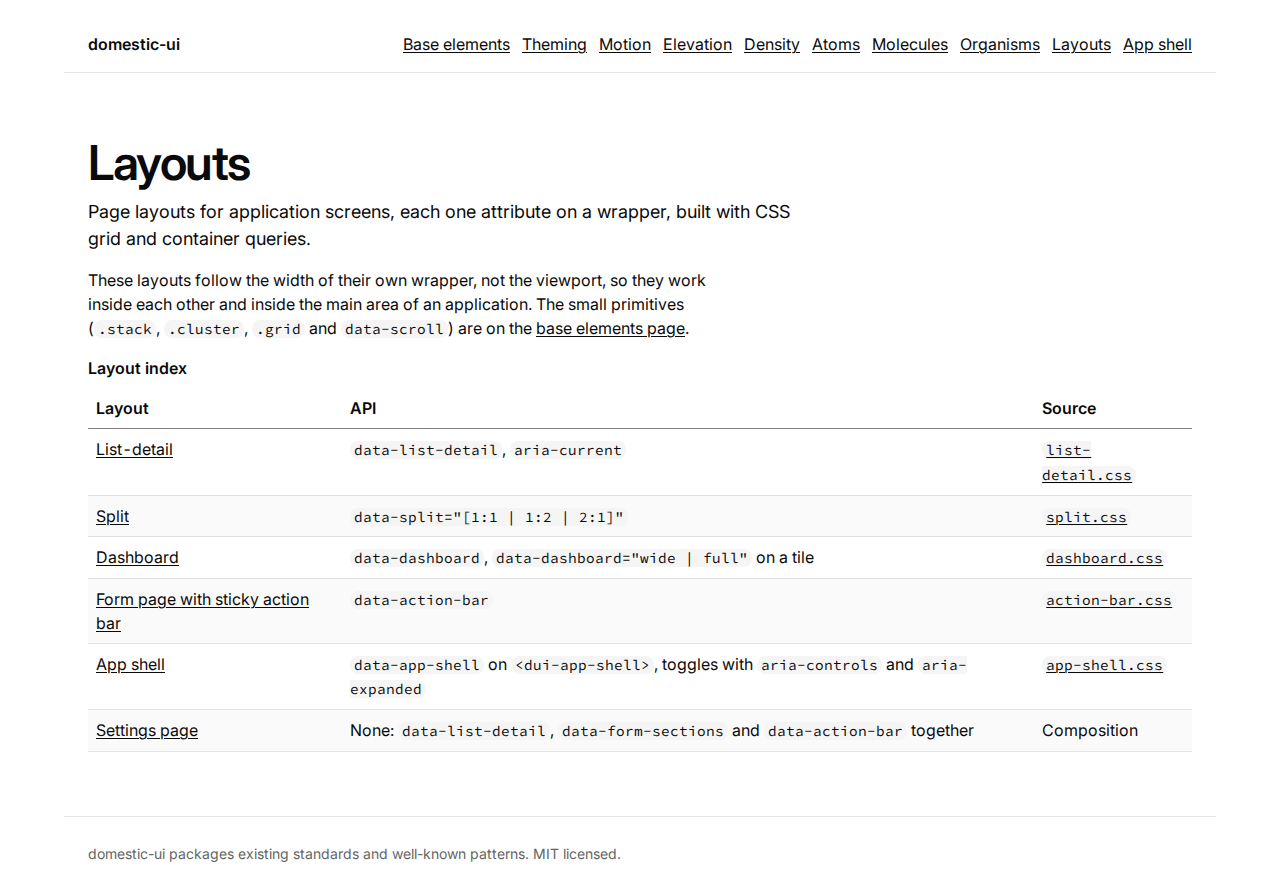 domestic-ui Base elements Theming Motion Elevation Density Atoms Molecules Organisms Layouts App shell
Layouts
Page layouts for application screens, each one attribute on a wrapper, built with CSS
grid and container queries.
These layouts follow the width of their own wrapper, not the viewport, so they work
inside each other and inside the main area of an application. The small primitives
(.stack, .cluster, .grid and data-scroll) are on the base elements page.
Layout index
Layout API Source
List-detail data-list-detail, aria-current list-
detail.css
Split data-split="[1:1 | 1:2 | 2:1]" split.css
Dashboard data-dashboard, data-dashboard="wide | full" on a tile dashboard.css
Form page with sticky action data-action-bar action-bar.css
bar
App shell data-app-shell on <dui-app-shell>, toggles with aria-controls and aria- app-shell.css
expanded
Settings page None: data-list-detail, data-form-sections and data-action-bar together Composition
domestic-ui packages existing standards and well-known patterns. MIT licensed.